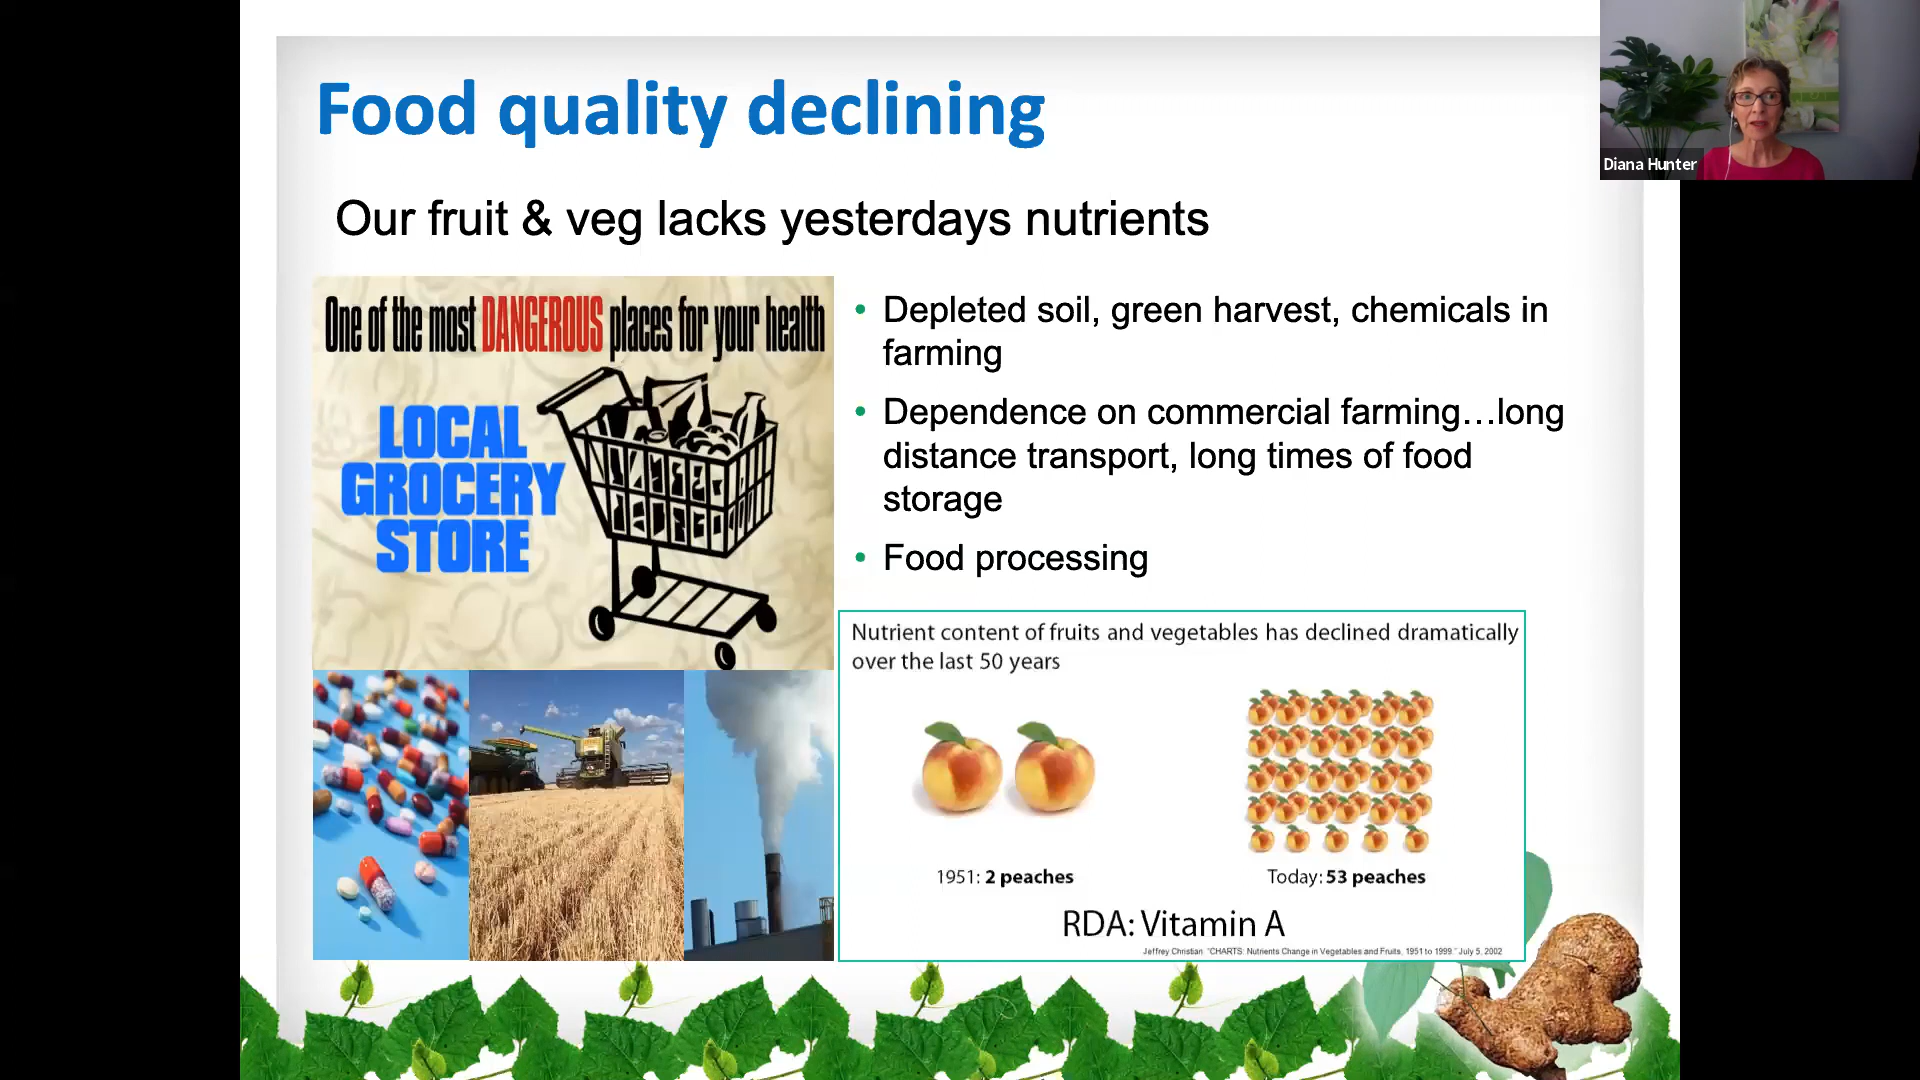 Food quality declining
Our fruit & veg lacks yesterdays nutrients
One of the most DANGEROUS places for your health
LOCAL
GROCERY
STORE
• Depleted soil, green harvest, chemicals in
farming
• Dependence on commercial farming…long
distance transport, long times of food
storage
• Food processing
Nutrient content of fruits and vegetables has declined dramatically
over the last 50 years
1951: 2 peaches
Today: 53 peaches
RDA: Vitamin A
Jeffrey Christian "CHARTS: Nutrients Change in Vegetables and Fruits, 1951 to 1999." July 5, 2002
Diana Hunter